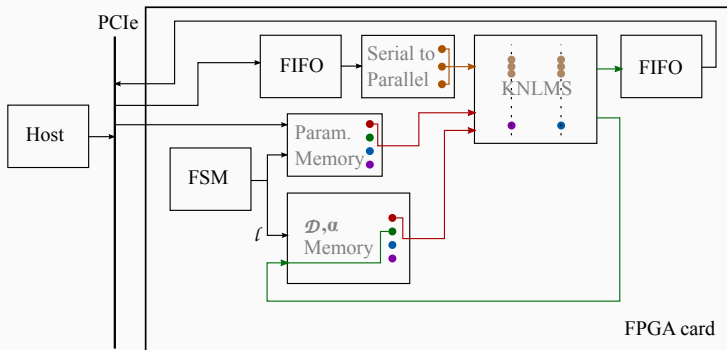 PCIe
FIFO
Serial to
Parallel
KNLMS
FIFO
Host
Param.
Memory
FSM
l
𝒟,α
Memory
FPGA card